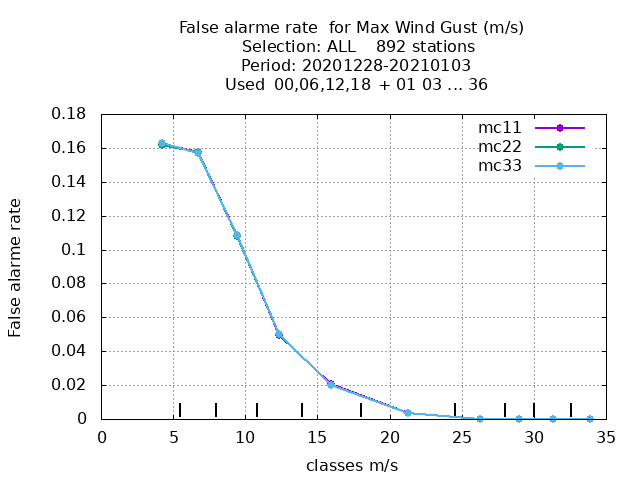 False alarme rate  for Max Wind Gust (m/s)
Selection: ALL    892 stations
Period: 20201228-20210103
Used  00,06,12,18  + 01 03 ... 36
mc11
mc22
mc33
False alarme rate
0.18
0.16
0.14
0.12
0.1
0.08
0.06
0.04
0.02
0
0 5 10 15 20 25 30 35
classes m/s